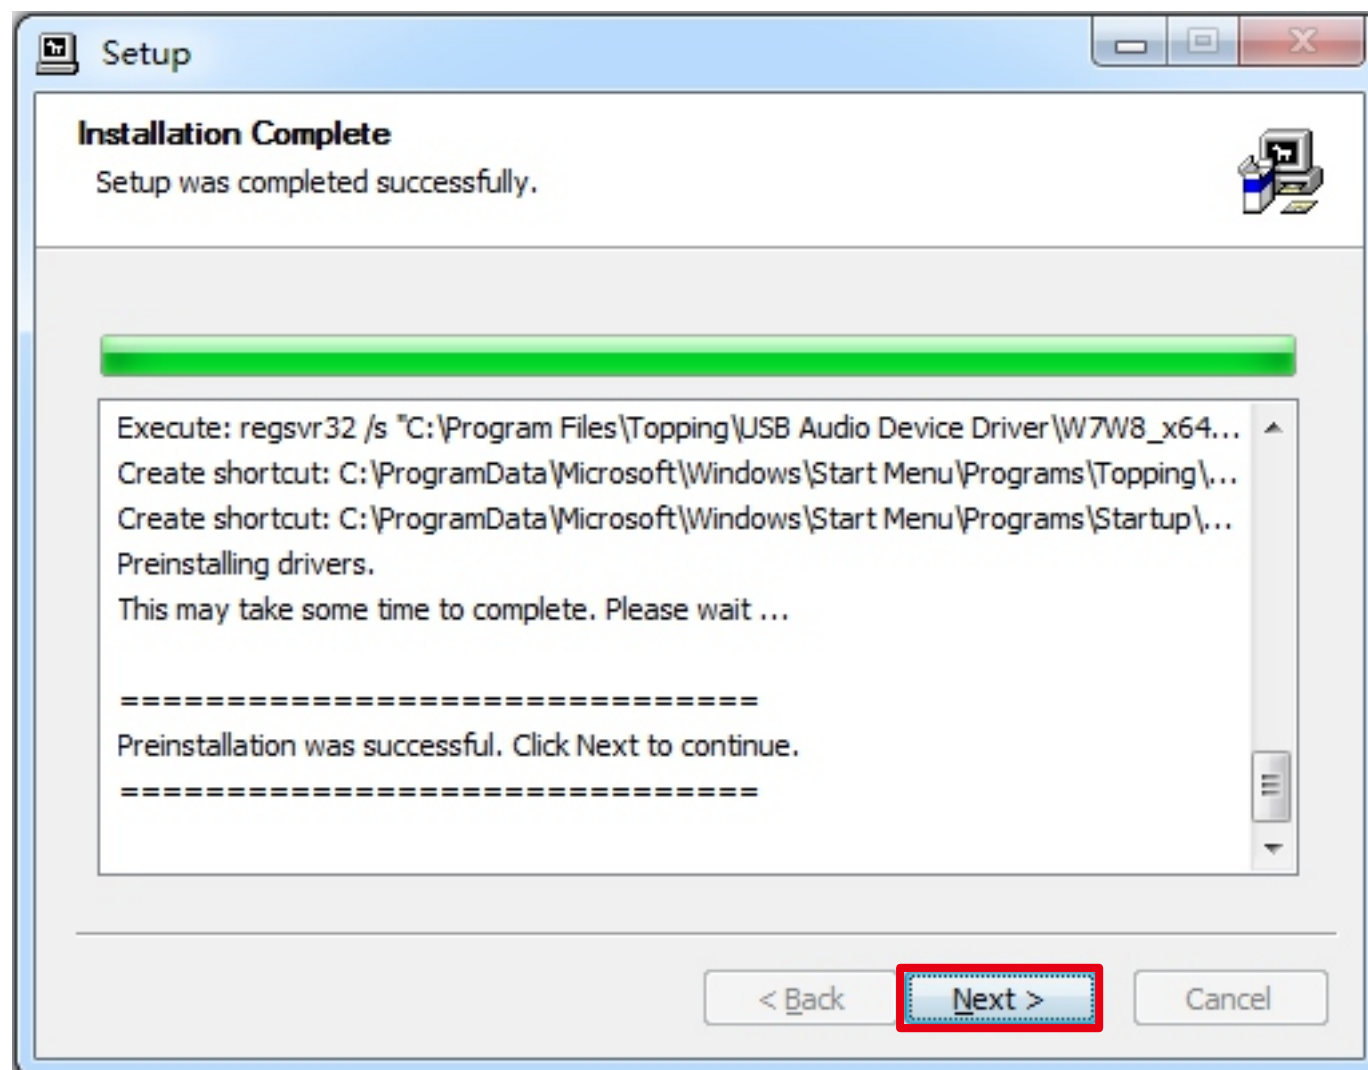 Setup
Installation Complete
Setup was completed successfully.
Execute: regsvr32 /s "C:\Program Files\Topping\USB Audio Device Driver\W7W8_x64...
Create shortcut: C:\ProgramData\Microsoft\Windows\Start Menu\Programs\Topping\...
Create shortcut: C:\ProgramData\Microsoft\Windows\Start Menu\Programs\Startup\...
Preinstalling drivers.
This may take some time to complete. Please wait ...
==============================
Preinstallation was successful. Click Next to continue.
==============================
< Back Next > Cancel